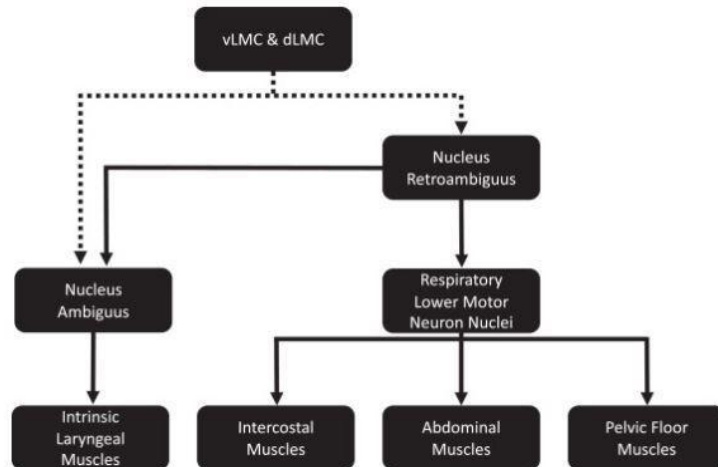 vLMC & dLMC
Nucleus
Retroambiguus
Nucleus
Ambiguus
Respiratory
Lower Motor
Neuron Nuclei
Intrinsic
Laryngeal
Muscles
Intercostal
Muscles
Abdominal
Muscles
Pelvic Floor
Muscles